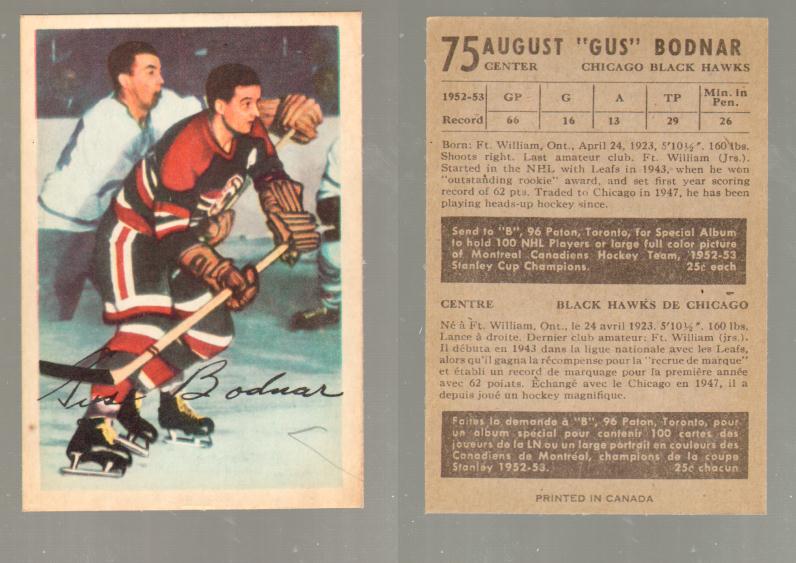 Gus Bodnar
75 AUGUST "GUS" BODNAR
CENTER CHICAGO BLACK HAWKS
1952-53 GP G A TP Min. in Pen.
Record 66 16 13 29 26
Born: Ft. William, Ont., April 24, 1923, 5'10½". 160 lbs.
Shoots right. Last amateur club. Ft. William (Jrs.).
Started in the NHL with Leafs in 1943, when he won
"outstanding rookie" award, and set first year scoring
record of 62 pts. Traded to Chicago in 1947, he has been
playing heads-up hockey since.
Send to "B", 96 Paton, Toronto, for Special Album
to hold 100 NHL Players or large full color picture
of Montreal Canadiens Hockey Team, 1952-53
Stanley Cup Champions. 25¢ each
CENTRE BLACK HAWKS DE CHICAGO
Né à Ft. William, Ont., le 24 avril 1923. 5'10½". 160 lbs.
Lance à droite. Dernier club amateur: Ft. William (jrs.).
Il débuta en 1943 dans la ligue nationale avec les Leafs,
alors qu'il gagna la récompense pour la "recrue de marque"
et établi un record de marquage pour la première année
avec 62 points. Échangé avec le Chicago en 1947, il a
depuis joué un hockey magnifique.
Faites la demande à "B", 96 Paton, Toronto, pour
un album spécial pour contenir 100 cartes des
joueurs de la LN ou un large portrait en couleurs des
Canadiens de Montréal, champions de la coupe
Stanley 1952-53. 25¢ chacun
PRINTED IN CANADA